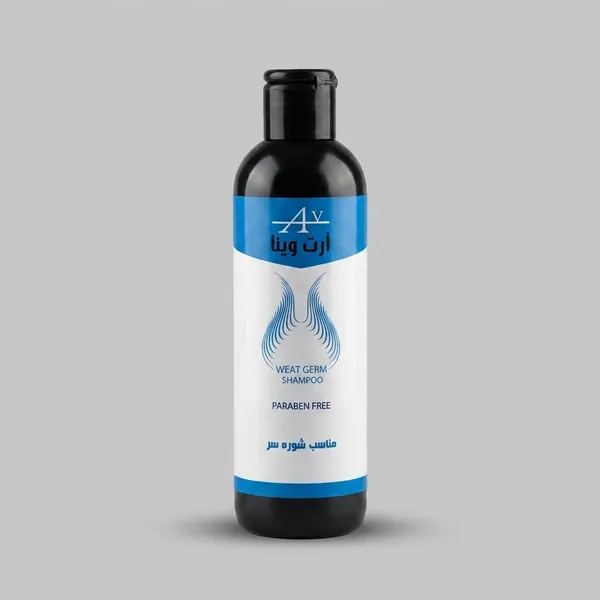 AV
آرت وینا
WEAT GERM
SHAMPOO
PARABEN FREE
مناسب شوره سر